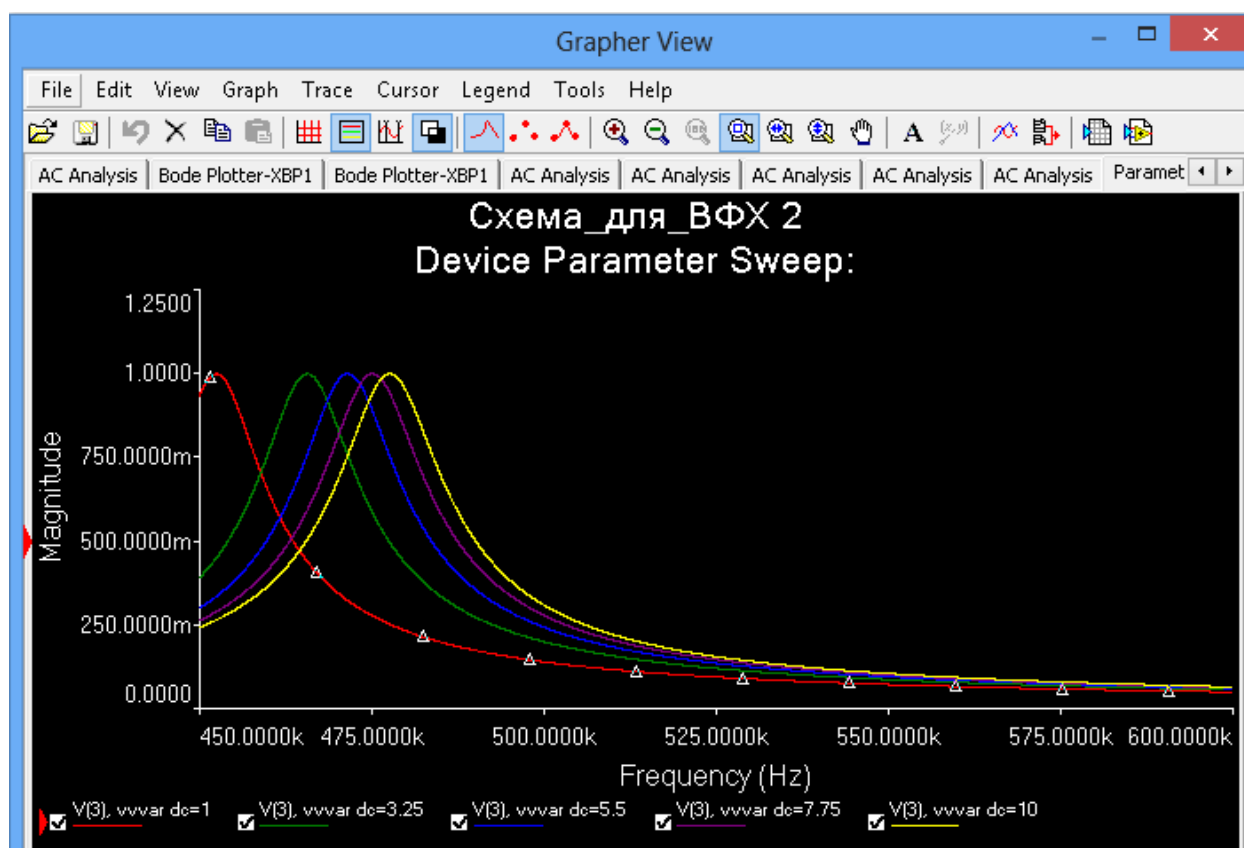 Grapher View
File Edit View Graph Trace Cursor Legend Tools Help
AC Analysis Bode Plotter-XBP1 Bode Plotter-XBP1 AC Analysis AC Analysis AC Analysis AC Analysis AC Analysis Paramet
Схема_для_ВФХ 2
Device Parameter Sweep:
1.2500
1.0000
750.0000m
500.0000m
250.0000m
0.0000
Magnitude
450.0000k 475.0000k 500.0000k 525.0000k 550.0000k 575.0000k 600.0000k
Frequency (Hz)
V(3), vvvar dc=1 V(3), vvvar dc=3.25 V(3), vvvar dc=5.5 V(3), vvvar dc=7.75 V(3), vvvar dc=10